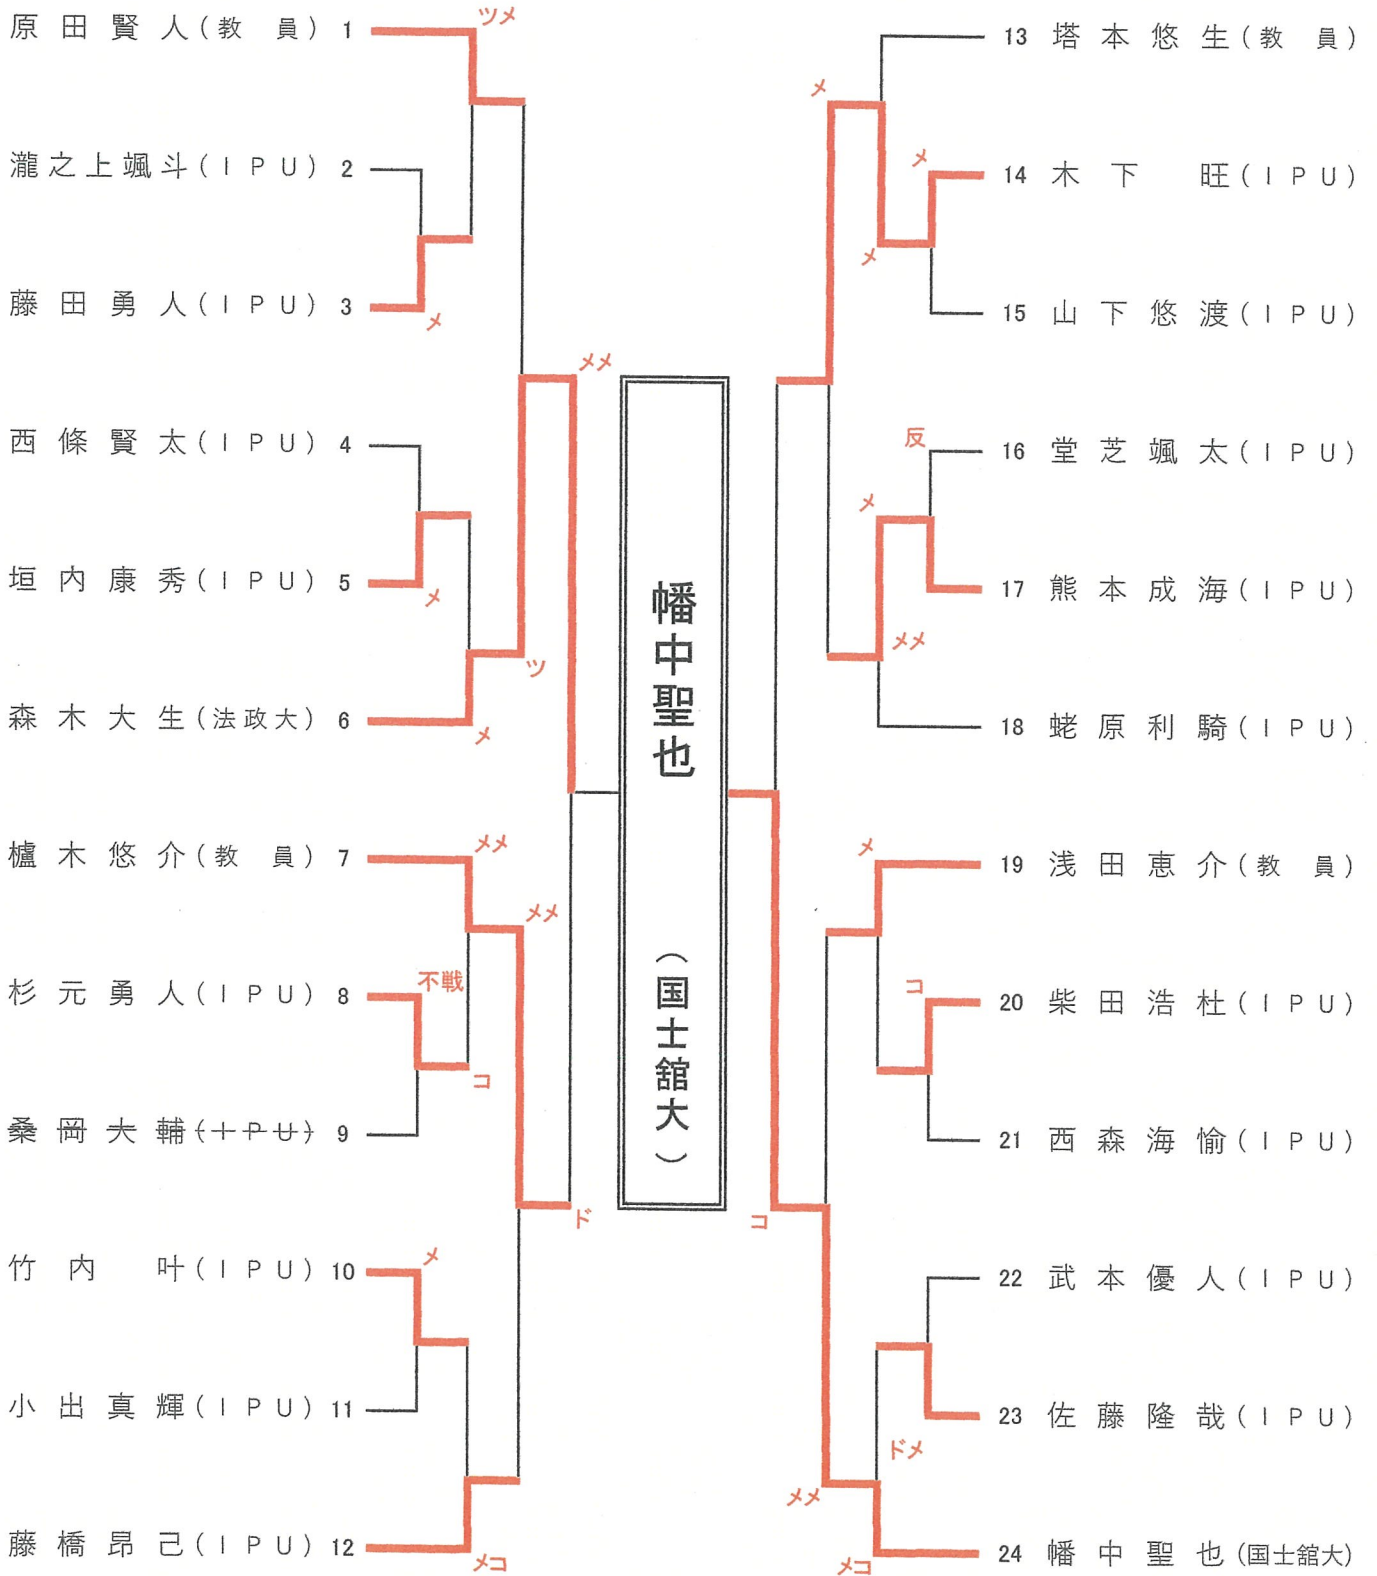 原田賢人(教 員) 1
ツメ
瀧之上颯斗(IPU) 2
藤田勇人(IPU) 3
メ
西條賢太(IPU) 4
垣内康秀(IPU) 5
メ
森木大生(法政大) 6
メ
ツ
メメ
櫨木悠介(教 員) 7
メメ
メメ
杉元勇人(IPU) 8
不戦
コ
桑岡大輔(IPU) 9
竹内 叶(IPU) 10
メ
小出真輝(IPU) 11
藤橋昂己(IPU) 12
メコ
ド
幡中聖也
(国士舘大)
13 塔本悠生(教 員)
メ
14 木下 旺(IPU)
メ
メ
15 山下悠渡(IPU)
16 堂芝颯太(IPU)
反
メ
17 熊本成海(IPU)
メメ
18 蛯原利騎(IPU)
19 浅田恵介(教 員)
メ
20 柴田浩杜(IPU)
コ
21 西森海愉(IPU)
コ
22 武本優人(IPU)
23 佐藤隆哉(IPU)
ドメ
メメ
24 幡中聖也(国士舘大)
メコ